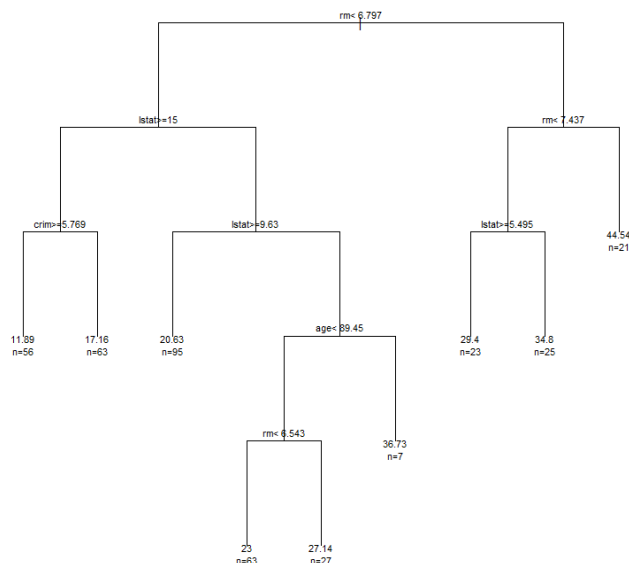 rm< 6.797
lstat>=15
rm< 7.437
crim>=5.769
lstat>=9.63
lstat>=5.495
44.54
n=21
11.89
n=56
17.16
n=63
20.63
n=95
age< 89.45
29.4
n=23
34.8
n=25
rm< 6.543
36.73
n=7
23
n=63
27.14
n=27